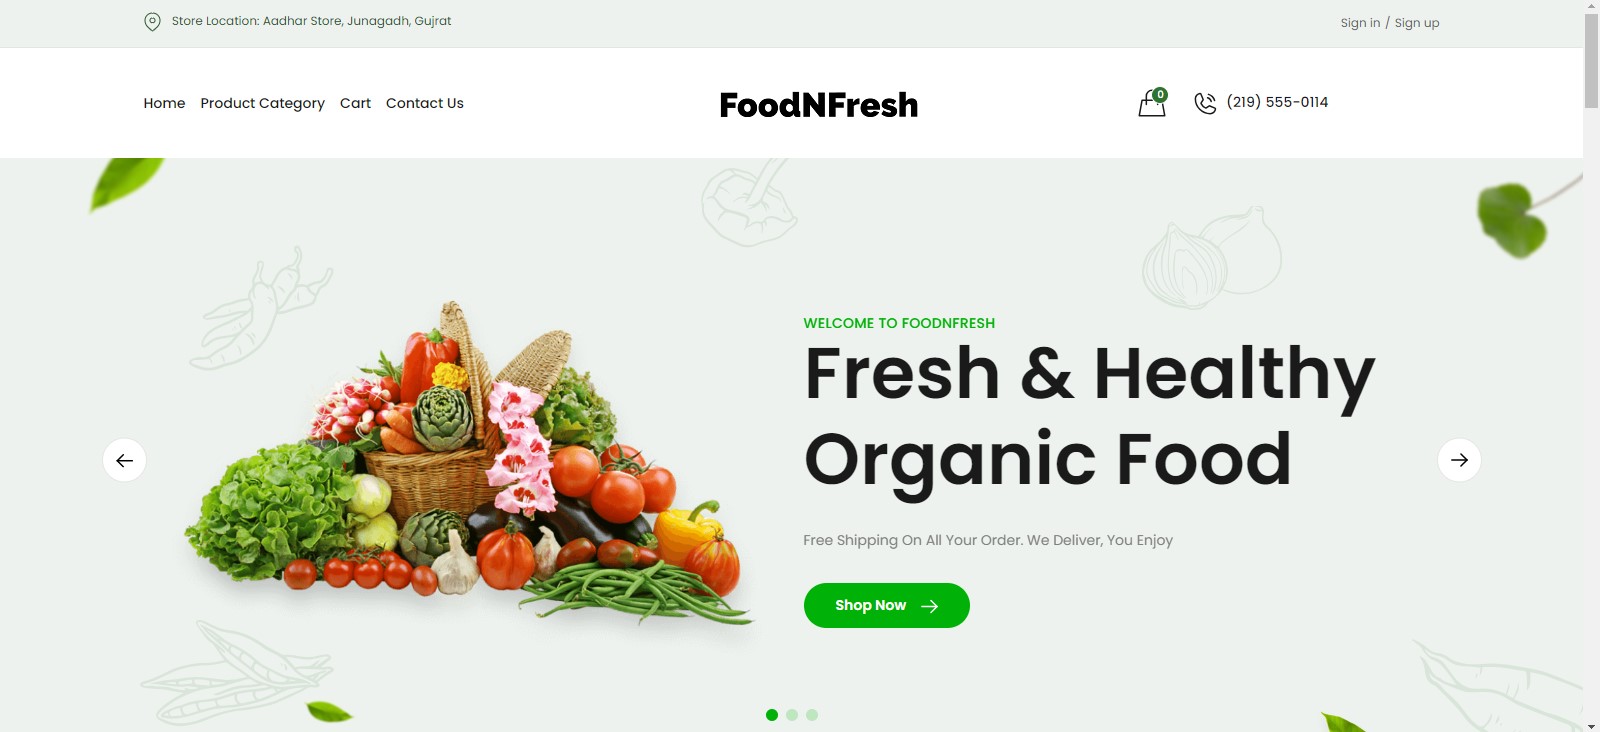 Store Location: Aadhar Store, Junagadh, Gujrat
Sign in / Sign up
Home Product Category Cart Contact Us
FoodNFresh
0
(219) 555-0114
WELCOME TO FOODNFRESH
Fresh & Healthy
Organic Food
Free Shipping On All Your Order. We Deliver, You Enjoy
Shop Now